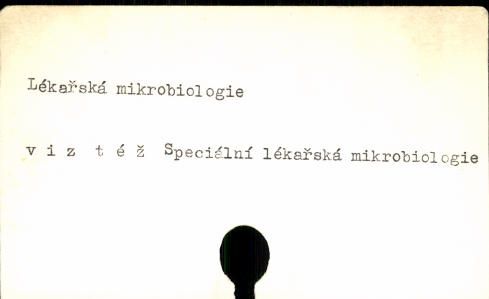 Lékařská mikrobiologie
v i z  t é ž  Speciální lékařská mikrobiologie